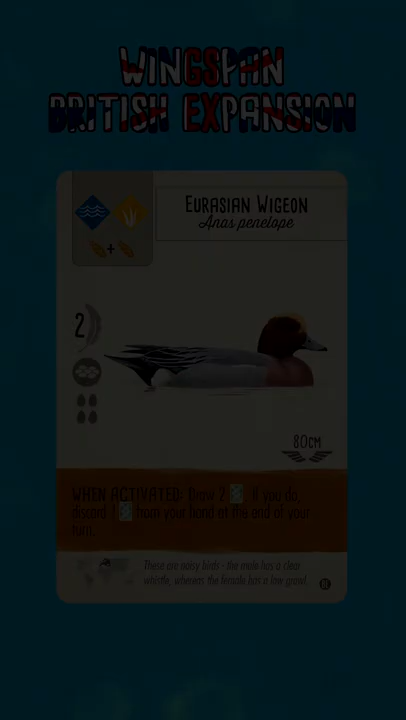 WINGSPAN
BRITISH EXPANSION
EURASIAN WIGEON
Anas penelope
+
2
80CM
WHEN ACTIVATED: Draw 2 . If you do,
discard 1 from your hand at the end of your
turn.
These are noisy birds - the male has a clear
whistle, whereas the female has a low growl